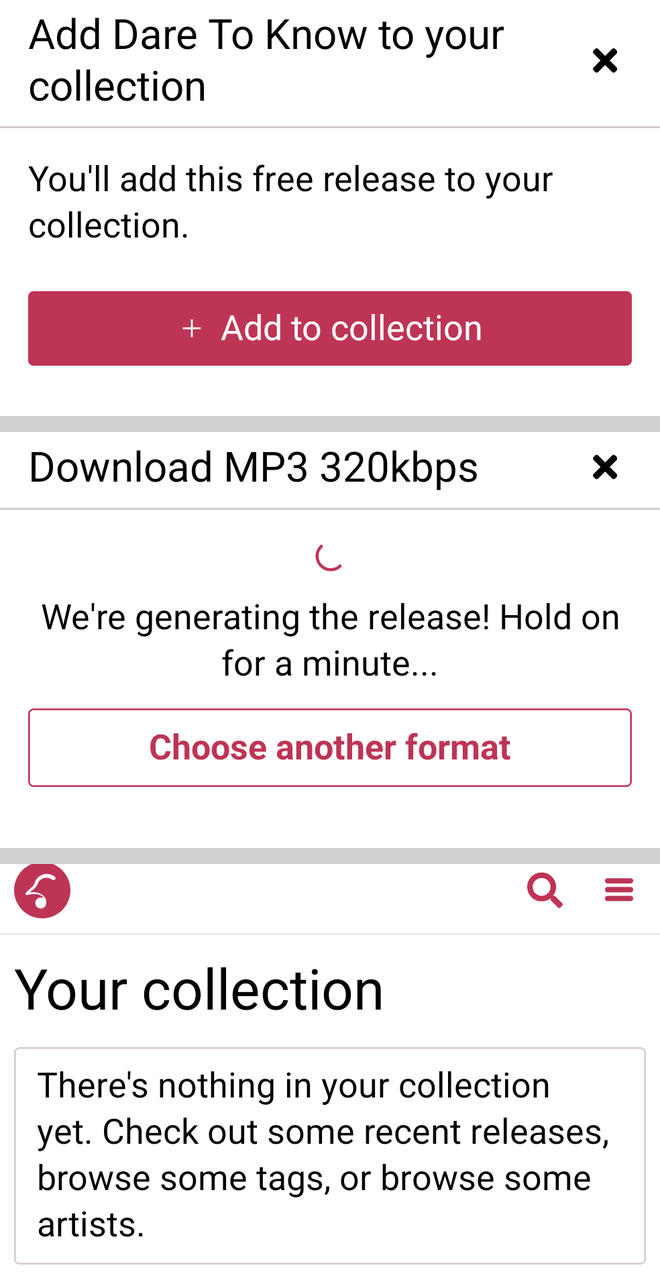 Add Dare To Know to your
collection
You'll add this free release to your
collection.
+ Add to collection
Download MP3 320kbps
We're generating the release! Hold on
for a minute...
Choose another format
Your collection
There's nothing in your collection
yet. Check out some recent releases,
browse some tags, or browse some
artists.